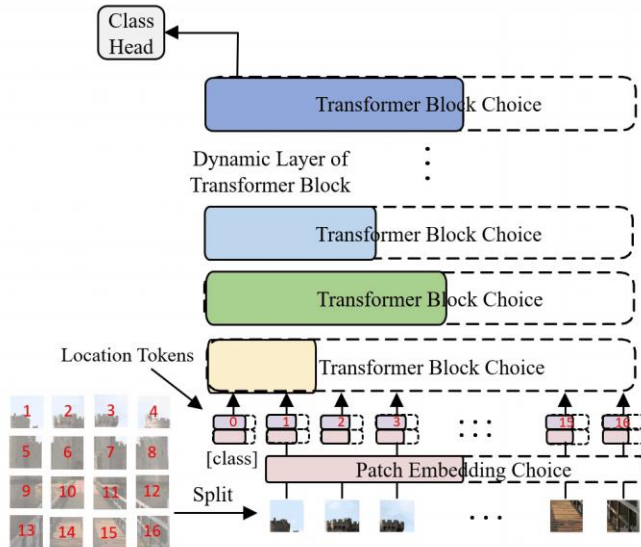 Class
Head
Transformer Block Choice
Dynamic Layer of
Transformer Block
Transformer Block Choice
Transformer Block Choice
Location Tokens
Transformer Block Choice
1 2 3 4
0 1 2 3 15 16
5 6 7 8
[class]
Patch Embedding Choice
9 10 11 12
Split
13 14 15 16